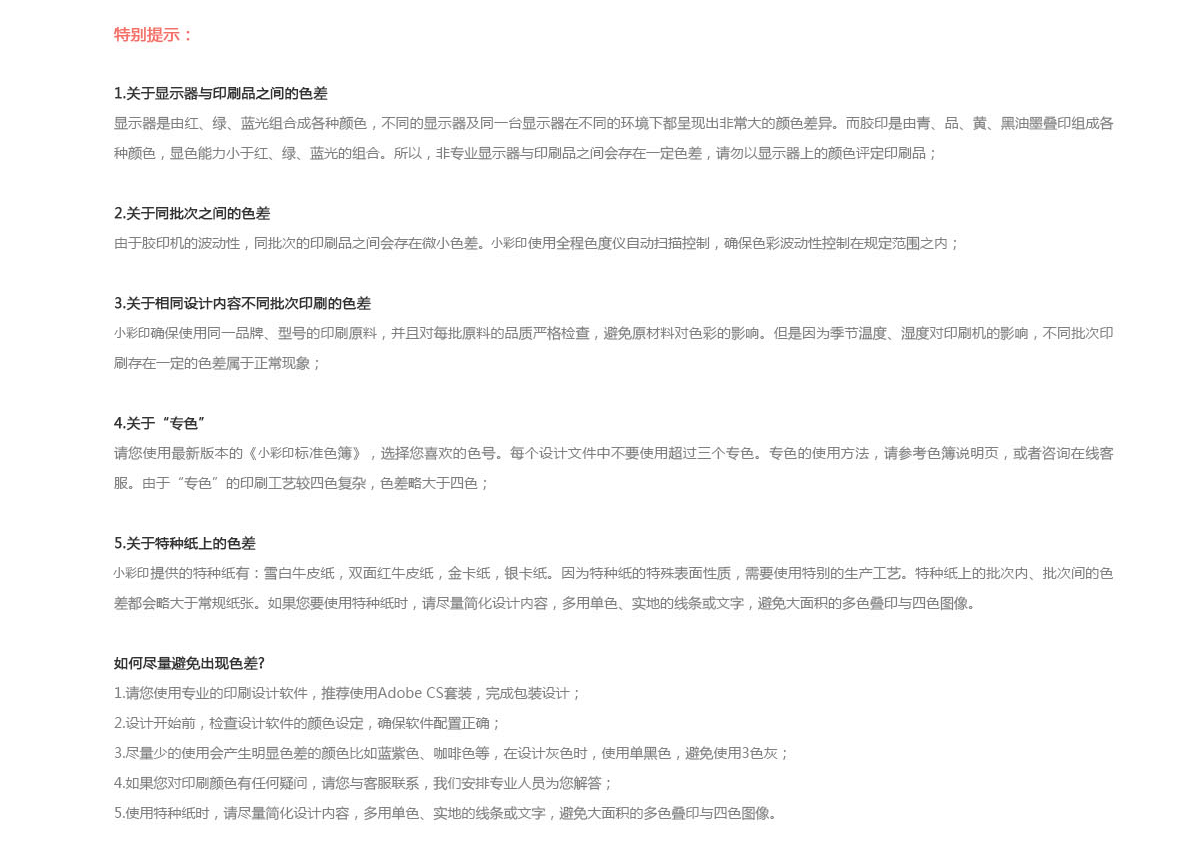 特别提示：
1.关于显示器与印刷品之间的色差
显示器是由红、绿、蓝光组合成各种颜色，不同的显示器及同一台显示器在不同的环境下都呈现出非常大的颜色差异。而胶印是由青、品、黄、黑油墨叠印组成各
种颜色，显色能力小于红、绿、蓝光的组合。所以，非专业显示器与印刷品之间会存在一定色差，请勿以显示器上的颜色评定印刷品；
2.关于同批次之间的色差
由于胶印机的波动性，同批次的印刷品之间会存在微小色差。小彩印使用全程色度仪自动扫描控制，确保色彩波动性控制在规定范围之内；
3.关于相同设计内容不同批次印刷的色差
小彩印确保使用同一品牌、型号的印刷原料，并且对每批原料的品质严格检查，避免原材料对色彩的影响。但是因为季节温度、湿度对印刷机的影响，不同批次印
刷存在一定的色差属于正常现象；
4.关于“专色”
请您使用最新版本的《小彩印标准色簿》，选择您喜欢的色号。每个设计文件中不要使用超过三个专色。专色的使用方法，请参考色簿说明页，或者咨询在线客
服。由于“专色”的印刷工艺较四色复杂，色差略大于四色；
5.关于特种纸上的色差
小彩印提供的特种纸有：雪白牛皮纸，双面红牛皮纸，金卡纸，银卡纸。因为特种纸的特殊表面性质，需要使用特别的生产工艺。特种纸上的批次内、批次间的色
差都会略大于常规纸张。如果您要使用特种纸时，请尽量简化设计内容，多用单色、实地的线条或文字，避免大面积的多色叠印与四色图像。
如何尽量避免出现色差?
1.请您使用专业的印刷设计软件，推荐使用Adobe CS套装，完成包装设计；
2.设计开始前，检查设计软件的颜色设定，确保软件配置正确；
3.尽量少的使用会产生明显色差的颜色比如蓝紫色、咖啡色等，在设计灰色时，使用单黑色，避免使用3色灰；
4.如果您对印刷颜色有任何疑问，请您与客服联系，我们安排专业人员为您解答；
5.使用特种纸时，请尽量简化设计内容，多用单色、实地的线条或文字，避免大面积的多色叠印与四色图像。